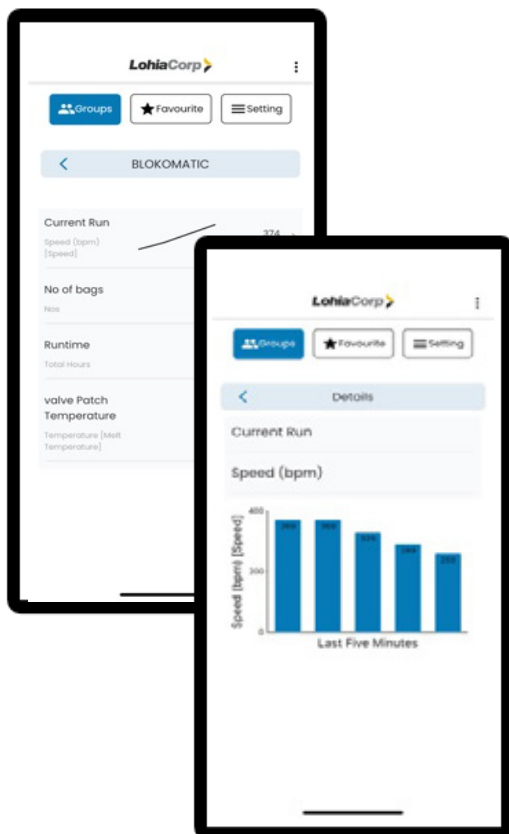 LohiaCorp
Groups
Favourite
Setting
BLOKOMATIC
Current Run
Speed (bpm)
[Speed]
374
No of bags
Nos
Runtime
Total Hours
valve Patch
Temperature
Temperature [Melt
Temperature]
LohiaCorp
Groups
Favourite
Setting
Details
Current Run
Speed (bpm)
Speed (bpm) [Speed]
400
200
0
Last Five Minutes